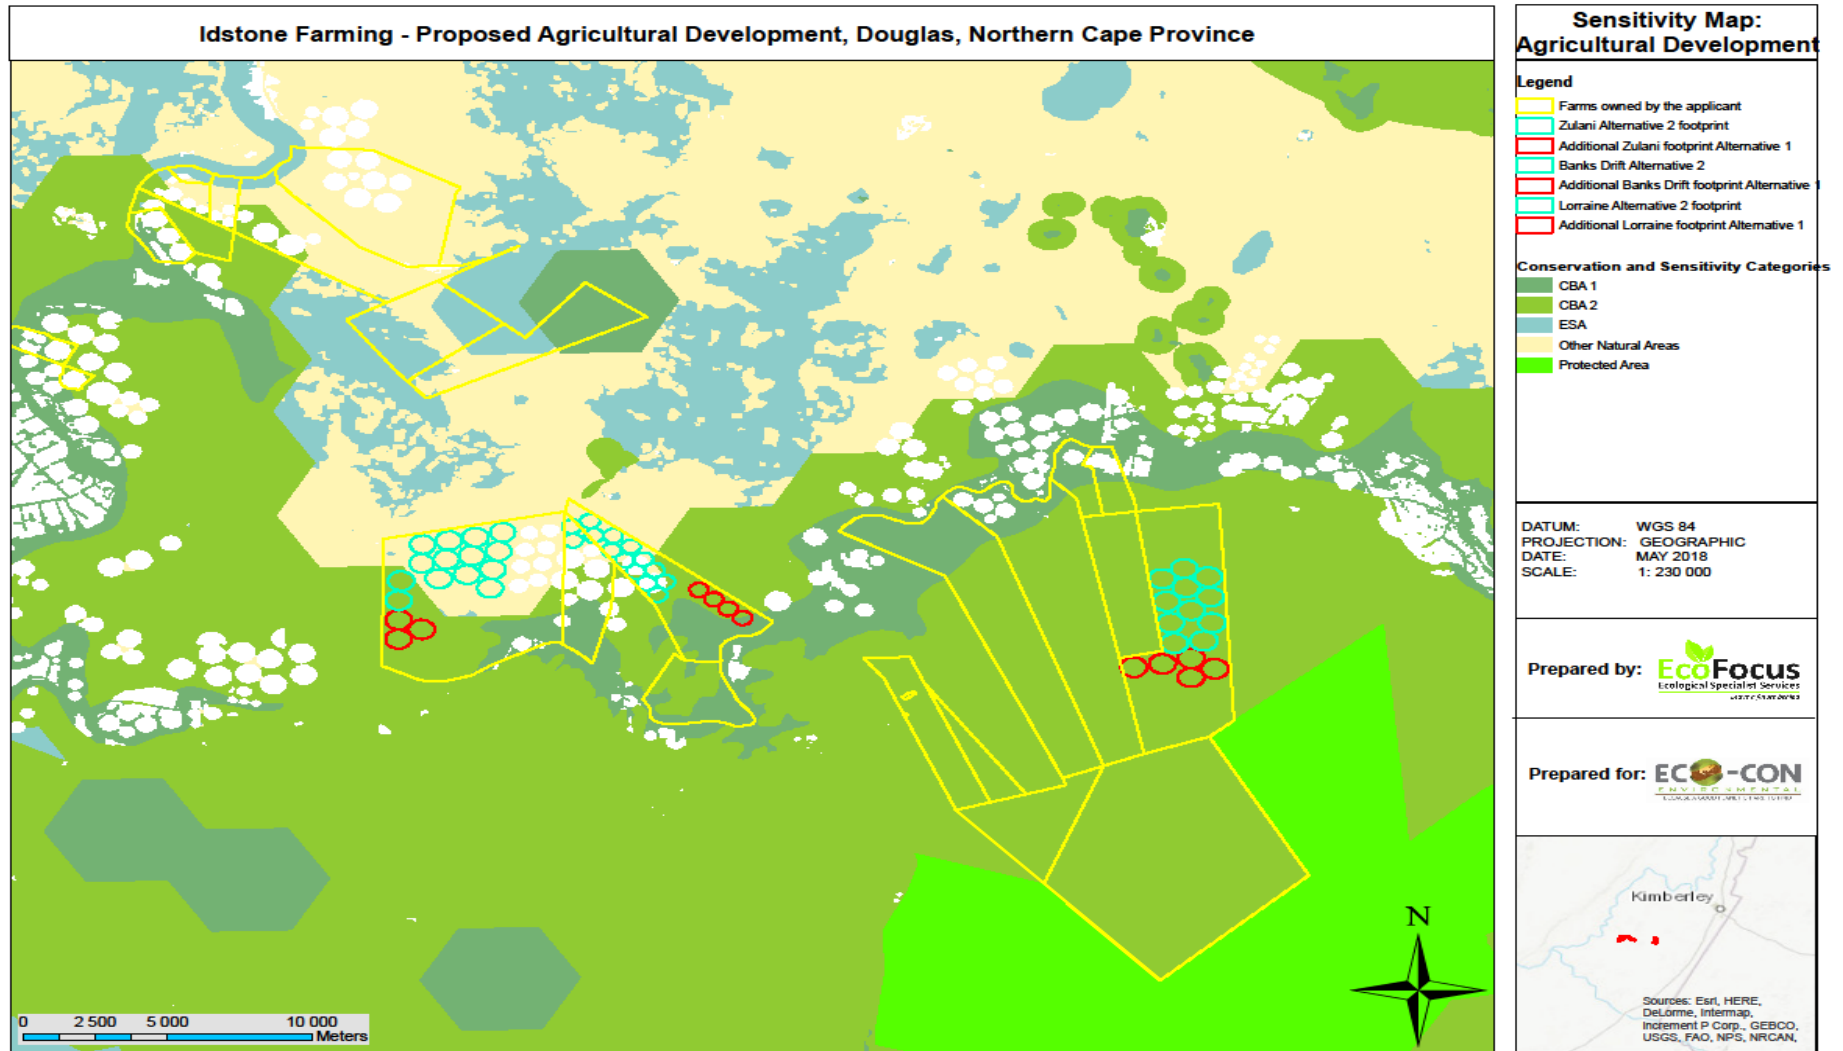 Idstone Farming - Proposed Agricultural Development, Douglas, Northern Cape Province
Sensitivity Map:
Agricultural Development
Legend
Farms owned by the applicant
Zulani Alternative 2 footprint
Additional Zulani footprint Alternative 1
Banks Drift Alternative 2
Additional Banks Drift footprint Alternative 1
Lorraine Alternative 2 footprint
Additional Lorraine footprint Alternative 1
Conservation and Sensitivity Categories
CBA 1
CBA 2
ESA
Other Natural Areas
Protected Area
DATUM: WGS 84
PROJECTION: GEOGRAPHIC
DATE: MAY 2018
SCALE: 1: 230 000
Prepared by:
EcoFocus
Ecological Specialist Services
Prepared for:
ECO-CON
ENVIRONMENTAL
Kimberley
Sources: Esri, HERE,
DeLorme, Intermap,
Increment P Corp., GEBCO,
USGS, FAO, NPS, NRCAN,
N
0 2 500 5 000 10 000
Meters